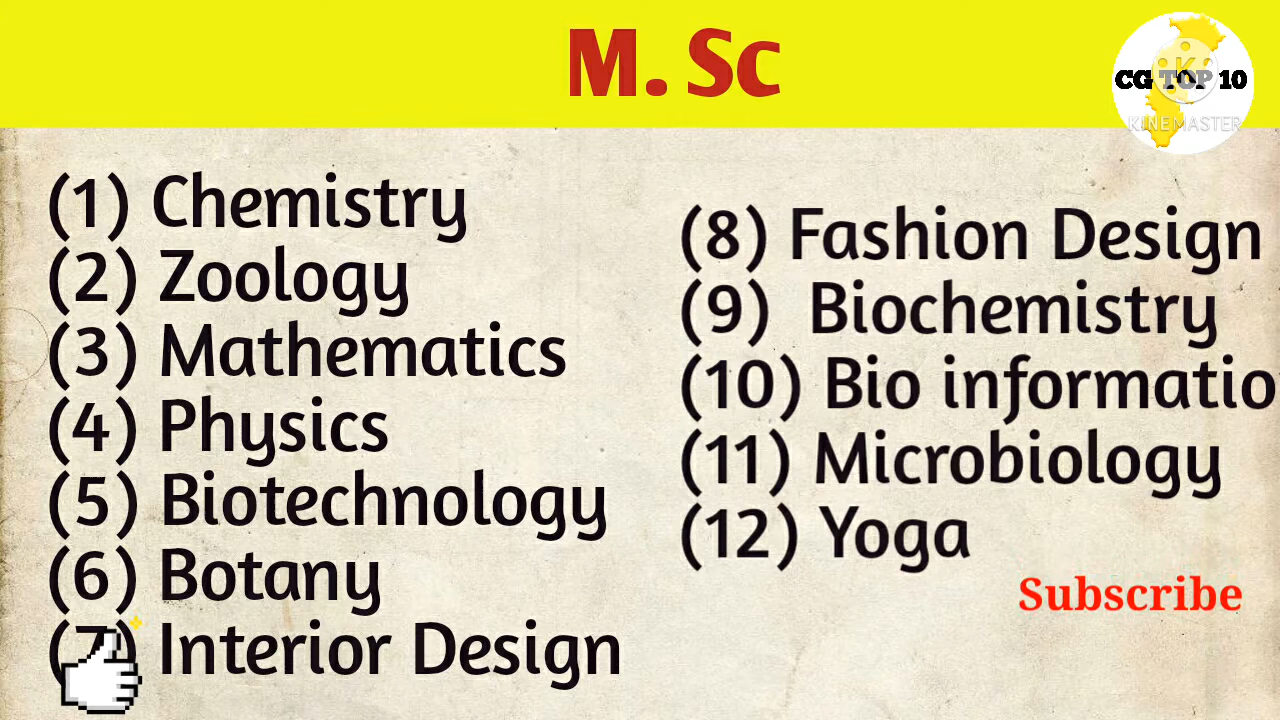 M. Sc
CG TOP 10
KINEMASTER
(1) Chemistry
(2) Zoology
(3) Mathematics
(4) Physics
(5) Biotechnology
(6) Botany
(7) Interior Design
(8) Fashion Design
(9) Biochemistry
(10) Bio informatio
(11) Microbiology
(12) Yoga
Subscribe